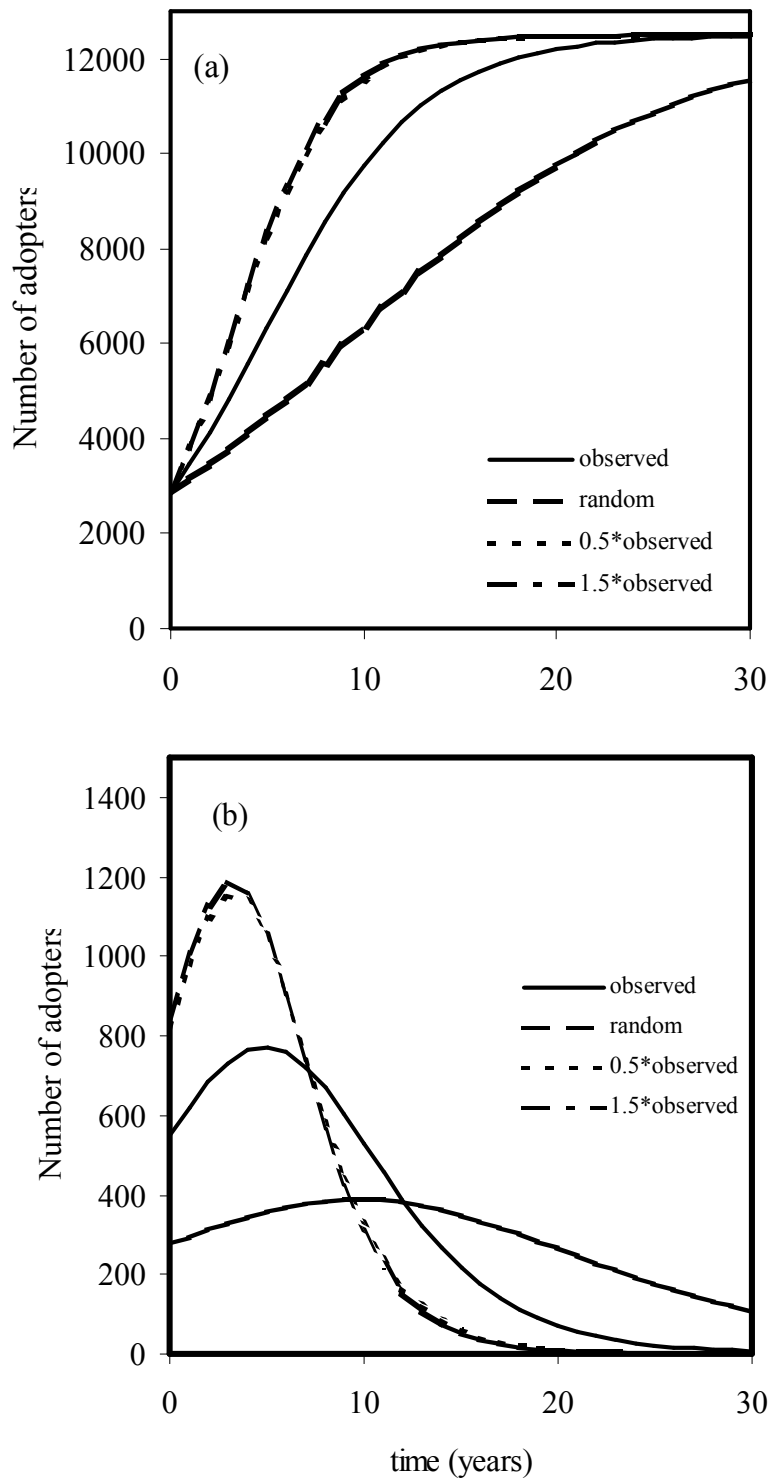 12000
(a)
10000
8000
6000
4000
2000
0
Number of adopters
observed
random
0.5*observed
1.5*observed
0
10
20
30
1400
(b)
1200
1000
800
600
400
200
0
Number of adopters
observed
random
0.5*observed
1.5*observed
0
10
20
30
time (years)